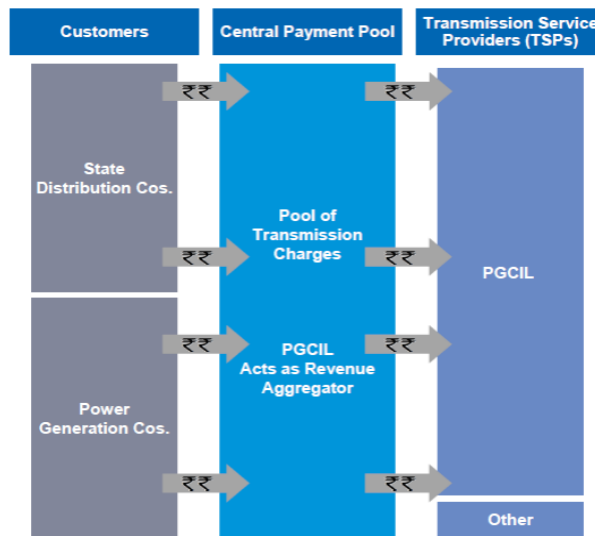 Customers
Central Payment Pool
Transmission Service
Providers (TSPs)
₹₹
₹₹
State
Distribution Cos.
Pool of
Transmission
Charges
₹₹
₹₹
PGCIL
₹₹
₹₹
PGCIL
Acts as Revenue
Aggregator
Power
Generation Cos.
₹₹
₹₹
Other